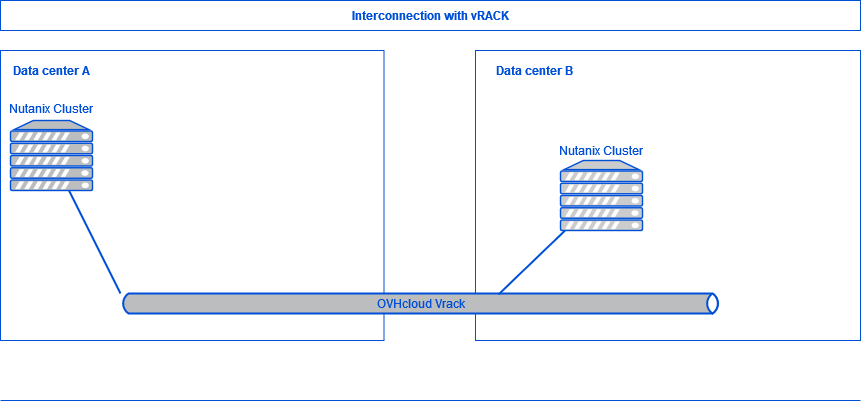 Interconnection with vRACK
Data center A
Data center B
Nutanix Cluster
Nutanix Cluster
OVHcloud Vrack